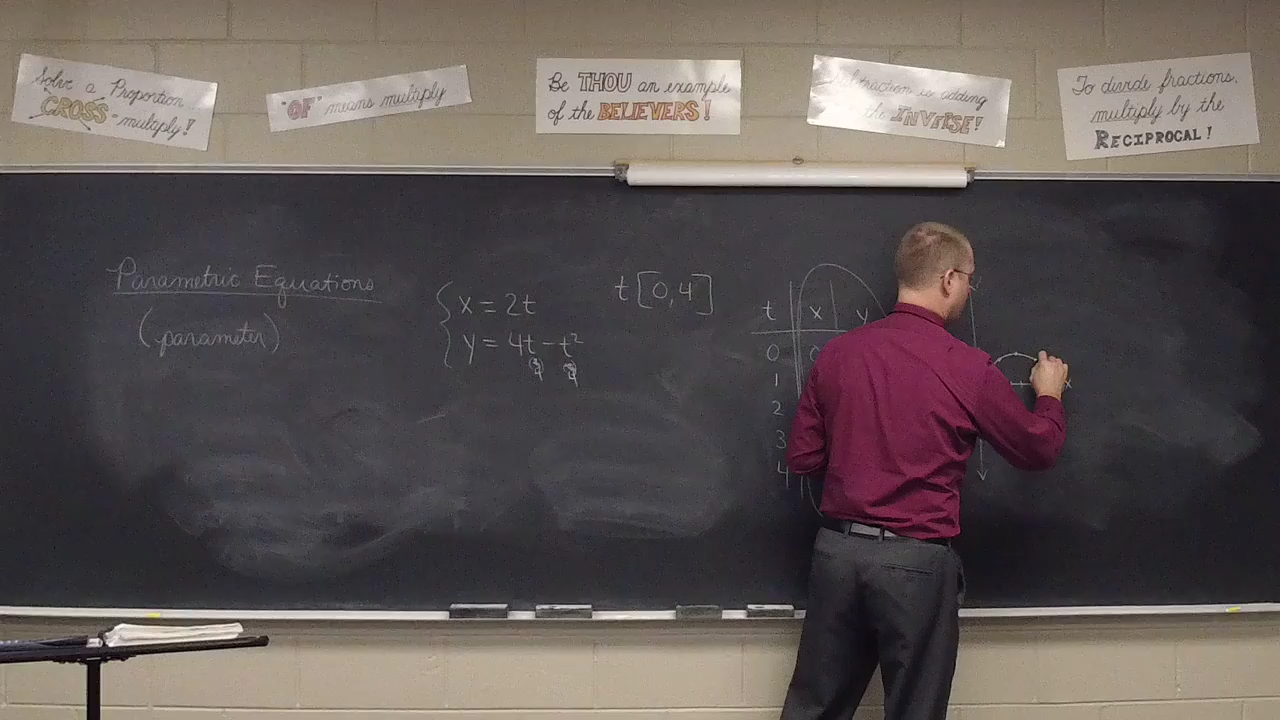 Solve a Proportion...
CROSS-multiply!
"OF" means multiply
Be THOU an example
of the BELIEVERS!
Subtraction is adding
the INVERSE!
To divide fractions,
multiply by the
RECIPROCAL!
Parametric Equations
(parameter)
x = 2t
y = 4t - t²
t [0,4]
t x y
0 0
1
2
3
4
x